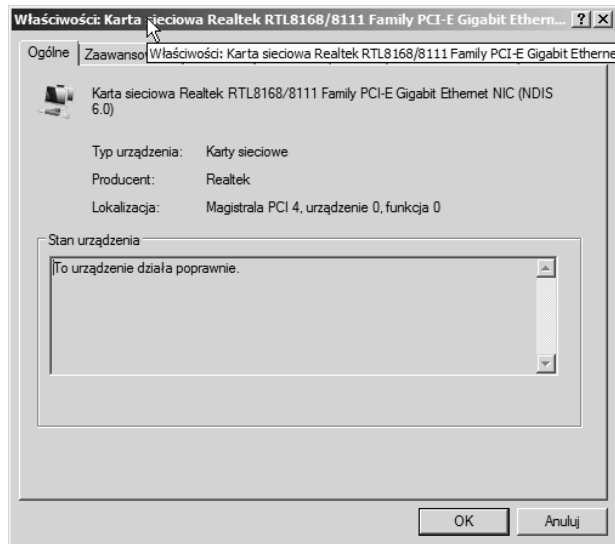 Właściwości: Karta sieciowa Realtek RTL8168/8111 Family PCI-E Gigabit Ethern...
Ogólne
Właściwości: Karta sieciowa Realtek RTL8168/8111 Family PCI-E Gigabit Etherne
Karta sieciowa Realtek RTL8168/8111 Family PCI-E Gigabit Ethernet NIC (NDIS
6.0)
Typ urządzenia: Karty sieciowe
Producent: Realtek
Lokalizacja: Magistrala PCI 4, urządzenie 0, funkcja 0
Stan urządzenia
To urządzenie działa poprawnie.
OK Anuluj